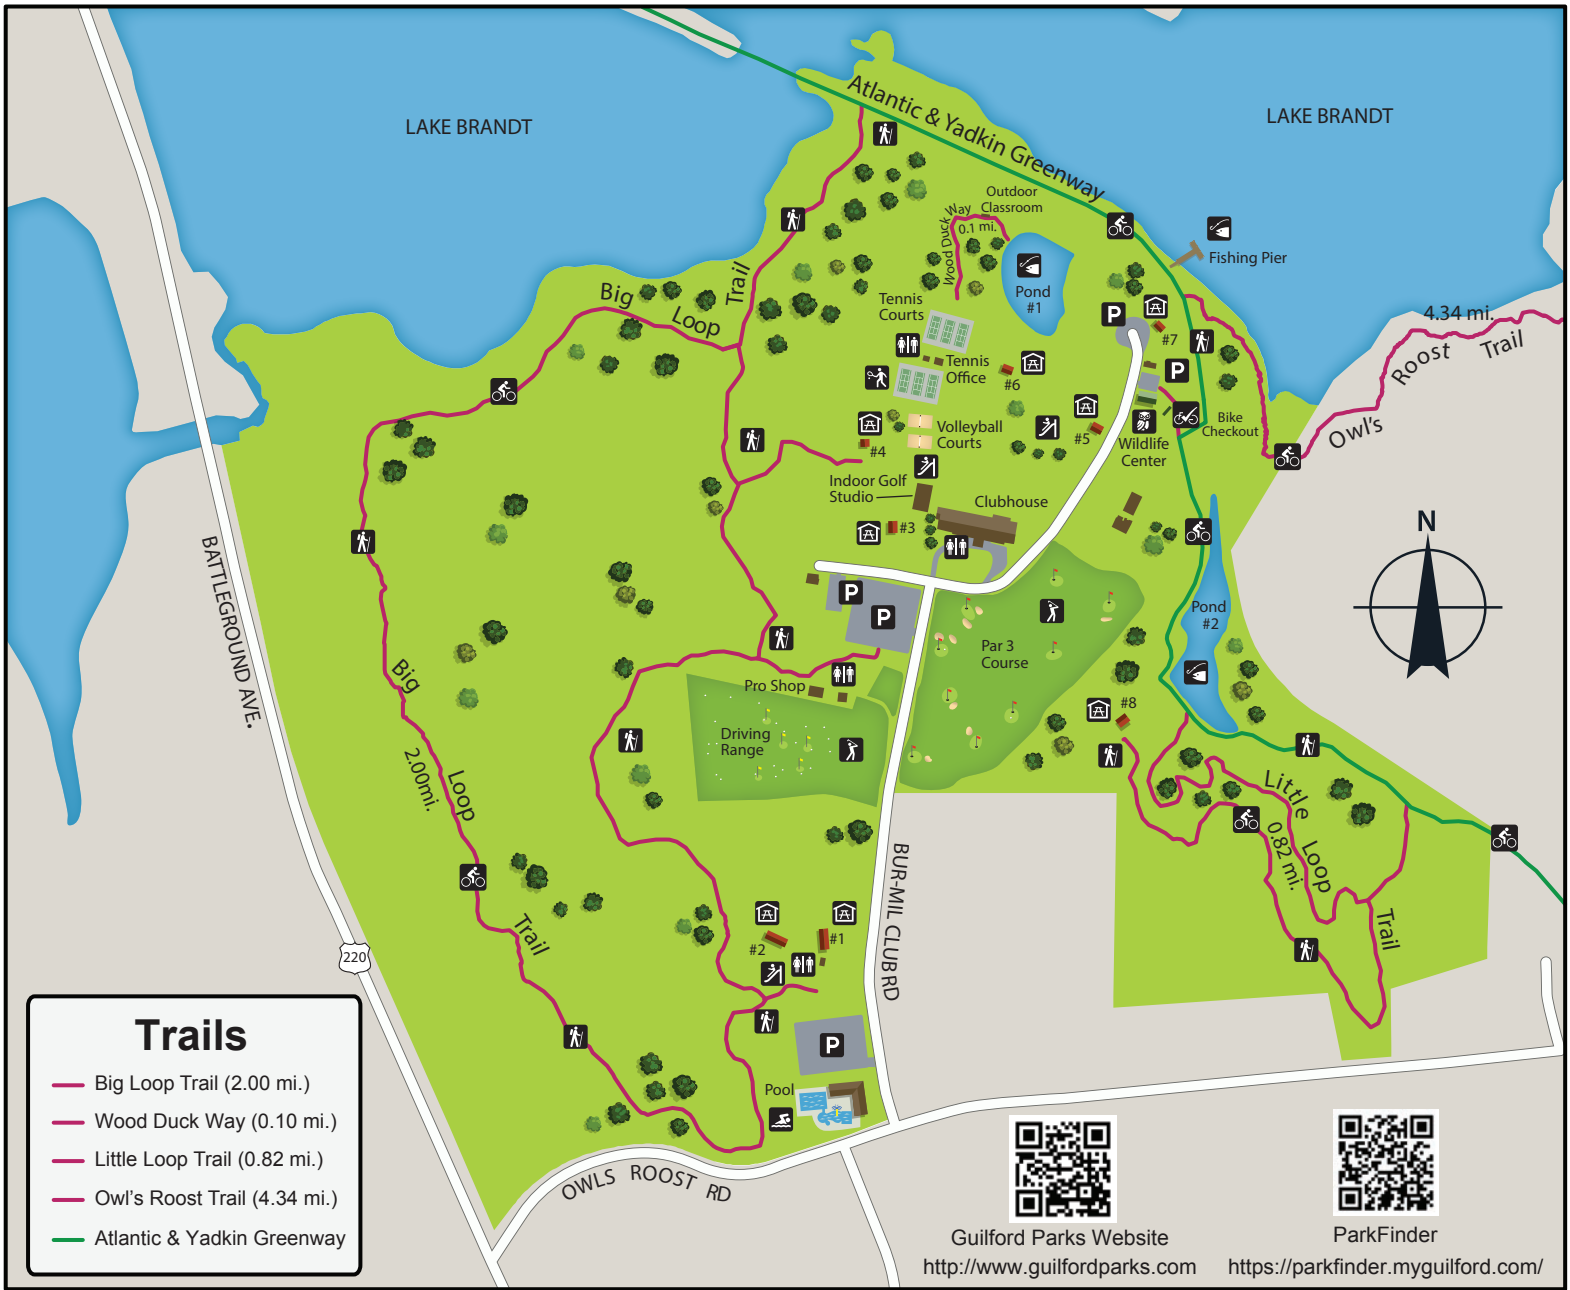 LAKE BRANDT
LAKE BRANDT
Atlantic & Yadkin Greenway
Outdoor
Classroom
Wood Duck Way
0.1 mi.
Fishing Pier
Pond
#1
Big Loop Trail
Tennis
Courts
P
#7
4.34 mi.
Owl's Roost Trail
Tennis
Office
#6
P
#5
Bike
Checkout
Wildlife
Center
Volleyball
Courts
#4
Indoor Golf
Studio
Clubhouse
#3
N
BATTLEGROUND AVE.
P
P
Pond
#2
Par 3
Course
Pro Shop
#8
Driving
Range
Big Loop Trail
2.00mi.
Little Loop Trail
0.82 mi.
BUR-MIL CLUB RD
#2
#1
220
P
Pool
OWLS ROOST RD
Trails
Big Loop Trail (2.00 mi.)
Wood Duck Way (0.10 mi.)
Little Loop Trail (0.82 mi.)
Owl's Roost Trail (4.34 mi.)
Atlantic & Yadkin Greenway
Guilford Parks Website
http://www.guilfordparks.com
ParkFinder
https://parkfinder.myguilford.com/